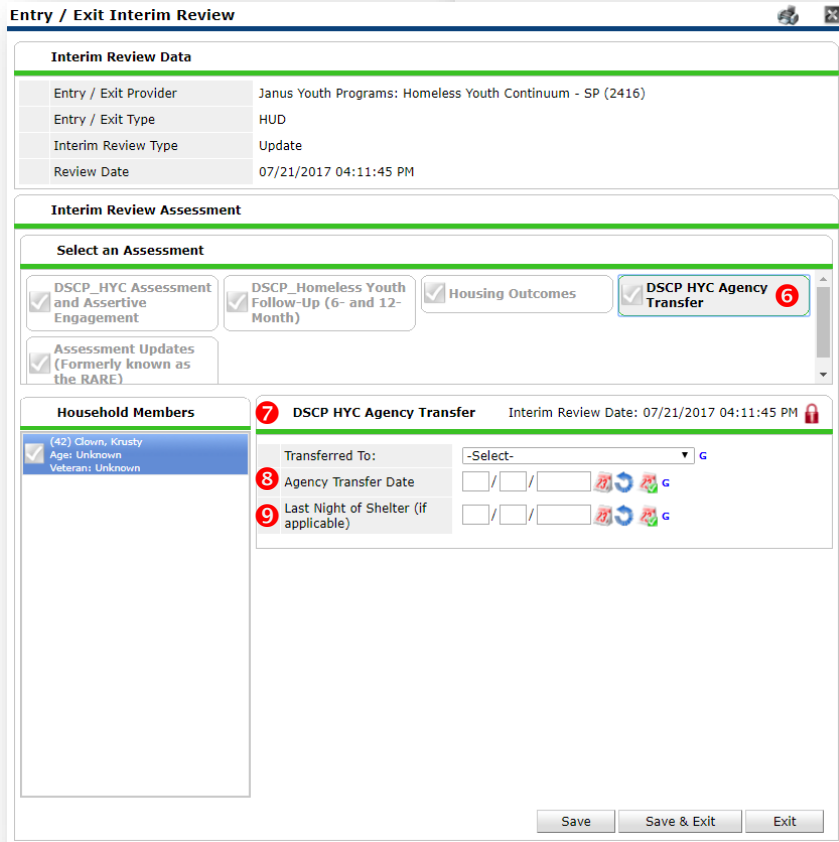 Entry / Exit Interim Review
Interim Review Data
Entry / Exit Provider Janus Youth Programs: Homeless Youth Continuum - SP (2416)
Entry / Exit Type HUD
Interim Review Type Update
Review Date 07/21/2017 04:11:45 PM
Interim Review Assessment
Select an Assessment
DSCP_HYC Assessment
and Assertive
Engagement
DSCP_Homeless Youth
Follow-Up (6- and 12-
Month)
Housing Outcomes
DSCP HYC Agency
Transfer
6
Assessment Updates
(Formerly known as
the RARE)
Household Members
(42) Clown, Krusty
Age: Unknown
Veteran: Unknown
7 DSCP HYC Agency Transfer Interim Review Date: 07/21/2017 04:11:45 PM
Transferred To: -Select- G
8 Agency Transfer Date / / G
9 Last Night of Shelter (if
applicable) / / G
Save Save & Exit Exit